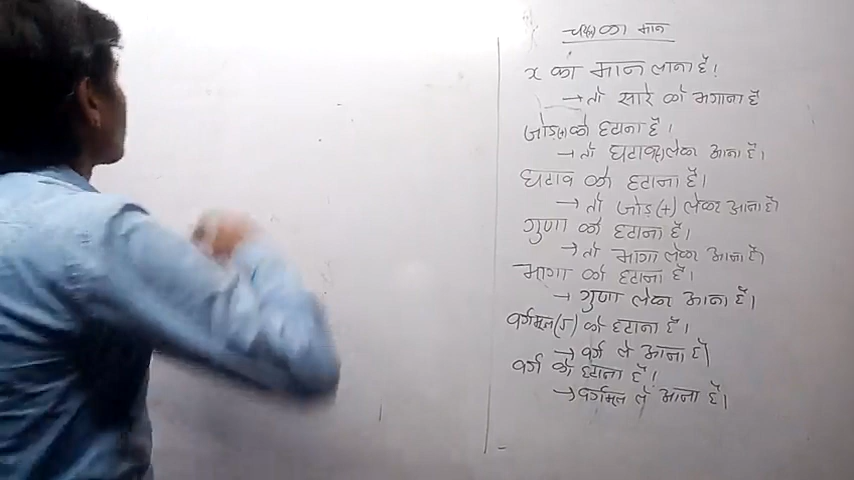 चर(x) का मान
x का मान लाना है।
→ तो सारे को भगाना है
जोड़(+) को हटाना है।
→ तो घटाव(-) लेकर आना है।
घटाव को हटाना है।
→ तो जोड़(+) लेकर आना है।
गुणा को हटाना है।
→ तो भागा लेकर आना है।
भागा को हटाना है।
→ गुणा लेकर आना है।
वर्गमूल(√) को हटाना है।
→ वर्ग ले आना है।
वर्ग को हटाना है।
→ वर्गमूल ले आना है।